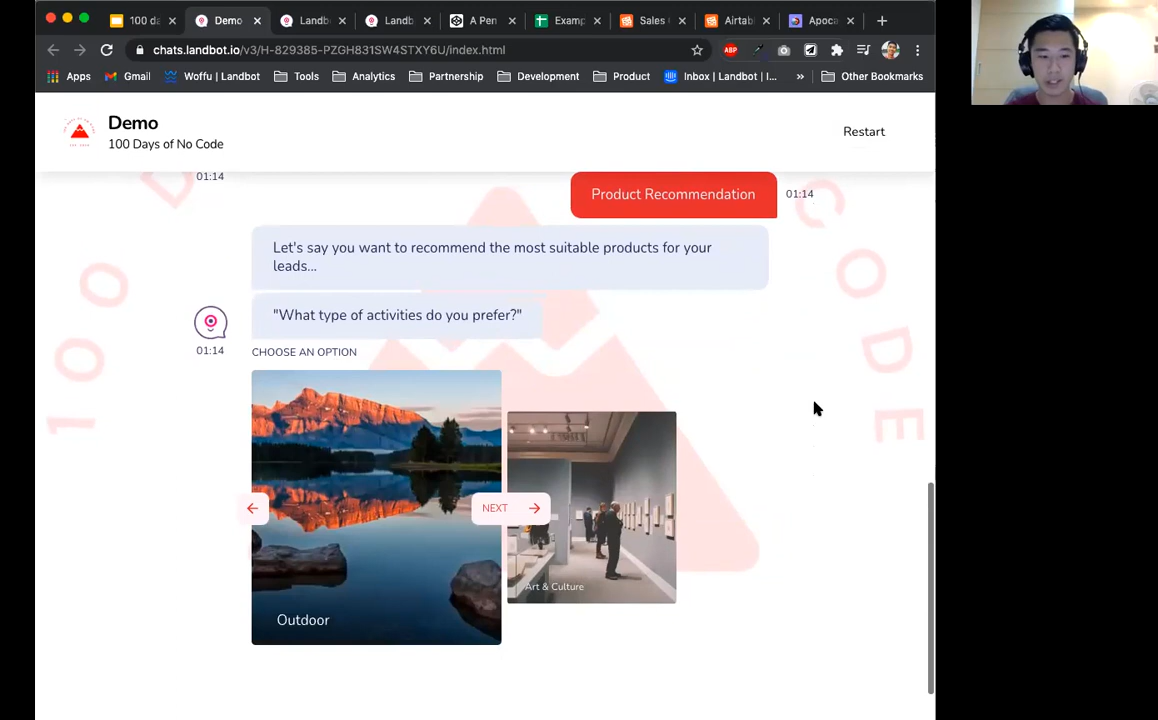 100 da
Demo
Landb
Landb
A Pen
Examp
Sales
Airtab
Apoca
chats.landbot.io/v3/H-829385-PZGH831SW4STXY6U/index.html
ABP
Apps
Gmail
Woffu | Landbot
Tools
Analytics
Partnership
Development
Product
Inbox | Landbot | I...
»
Other Bookmarks
Demo
100 Days of No Code
Restart
01:14
Product Recommendation
01:14
Let's say you want to recommend the most suitable products for your
leads...
"What type of activities do you prefer?"
01:14
CHOOSE AN OPTION
NEXT
Art & Culture
Outdoor
100 D
CODE